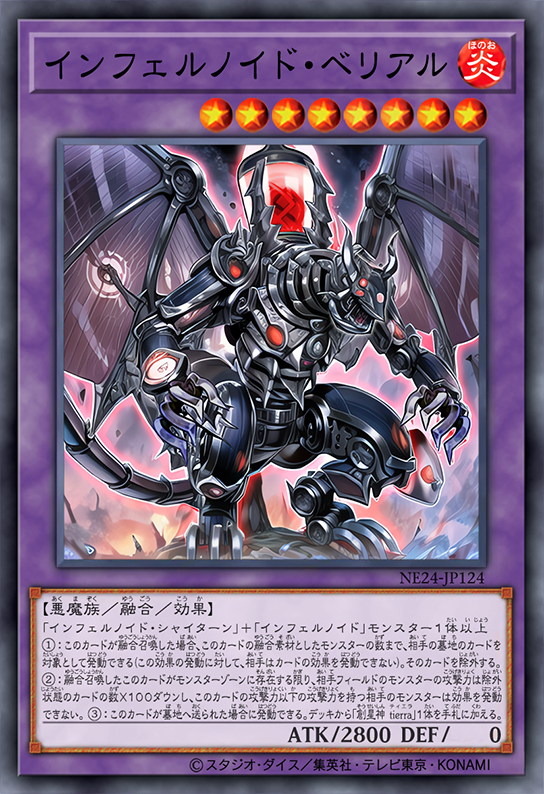 インフェルノイド・ベリアル
炎
NE24-JP124
【悪魔族／融合／効果】
「インフェルノイド・シャイターン」＋「インフェルノイド」モンスター1体以上
①：このカードが融合召喚した場合、このカードの融合素材としたモンスターの数まで、相手の墓地のカードを
対象として発動できる(この効果の発動に対して、相手はカードの効果を発動できない)。そのカードを除外する。
②：融合召喚したこのカードがモンスターゾーンに存在する限り、相手フィールドのモンスターの攻撃力は除外
状態のカードの数×100ダウンし、このカードの攻撃力以下の攻撃力を持つ相手のモンスターは効果を発動
できない。③：このカードが墓地へ送られた場合に発動できる。デッキから「創星神 tierra」1体を手札に加える。
ATK/2800 DEF/ 0
©スタジオ・ダイス／集英社・テレビ東京・KONAMI